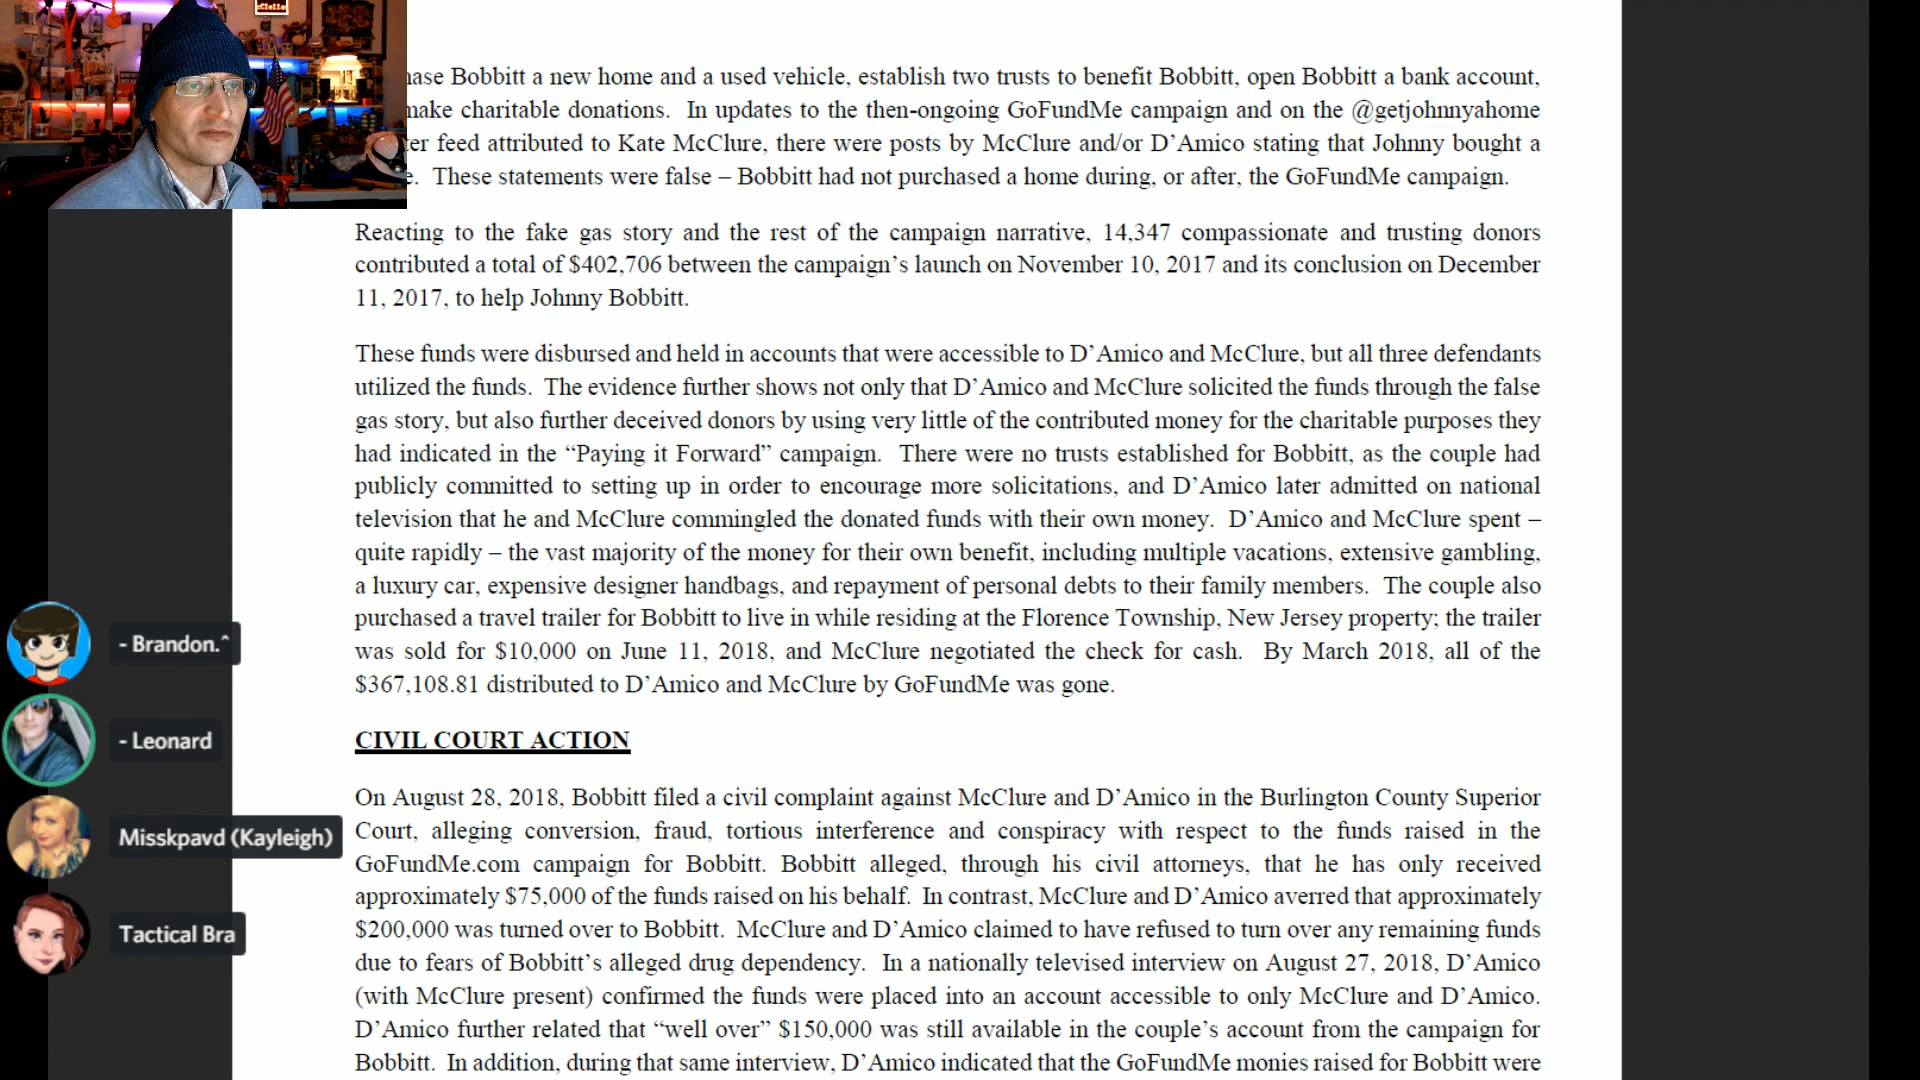 ase Bobbitt a new home and a used vehicle, establish two trusts to benefit Bobbitt, open Bobbitt a bank account,
make charitable donations. In updates to the then-ongoing GoFundMe campaign and on the @getjohnnyahome
er feed attributed to Kate McClure, there were posts by McClure and/or D’Amico stating that Johnny bought a
e. These statements were false – Bobbitt had not purchased a home during, or after, the GoFundMe campaign.
Reacting to the fake gas story and the rest of the campaign narrative, 14,347 compassionate and trusting donors
contributed a total of $402,706 between the campaign’s launch on November 10, 2017 and its conclusion on December
11, 2017, to help Johnny Bobbitt.
These funds were disbursed and held in accounts that were accessible to D’Amico and McClure, but all three defendants
utilized the funds. The evidence further shows not only that D’Amico and McClure solicited the funds through the false
gas story, but also further deceived donors by using very little of the contributed money for the charitable purposes they
had indicated in the “Paying it Forward” campaign. There were no trusts established for Bobbitt, as the couple had
publicly committed to setting up in order to encourage more solicitations, and D’Amico later admitted on national
television that he and McClure commingled the donated funds with their own money. D’Amico and McClure spent –
quite rapidly – the vast majority of the money for their own benefit, including multiple vacations, extensive gambling,
a luxury car, expensive designer handbags, and repayment of personal debts to their family members. The couple also
purchased a travel trailer for Bobbitt to live in while residing at the Florence Township, New Jersey property; the trailer
was sold for $10,000 on June 11, 2018, and McClure negotiated the check for cash. By March 2018, all of the
$367,108.81 distributed to D’Amico and McClure by GoFundMe was gone.
CIVIL COURT ACTION
On August 28, 2018, Bobbitt filed a civil complaint against McClure and D’Amico in the Burlington County Superior
Court, alleging conversion, fraud, tortious interference and conspiracy with respect to the funds raised in the
GoFundMe.com campaign for Bobbitt. Bobbitt alleged, through his civil attorneys, that he has only received
approximately $75,000 of the funds raised on his behalf. In contrast, McClure and D’Amico averred that approximately
$200,000 was turned over to Bobbitt. McClure and D’Amico claimed to have refused to turn over any remaining funds
due to fears of Bobbitt’s alleged drug dependency. In a nationally televised interview on August 27, 2018, D’Amico
(with McClure present) confirmed the funds were placed into an account accessible to only McClure and D’Amico.
D’Amico further related that “well over” $150,000 was still available in the couple’s account from the campaign for
Bobbitt. In addition, during that same interview, D’Amico indicated that the GoFundMe monies raised for Bobbitt were
- Brandon.^
- Leonard
Misskpavd (Kayleigh)
Tactical Bra